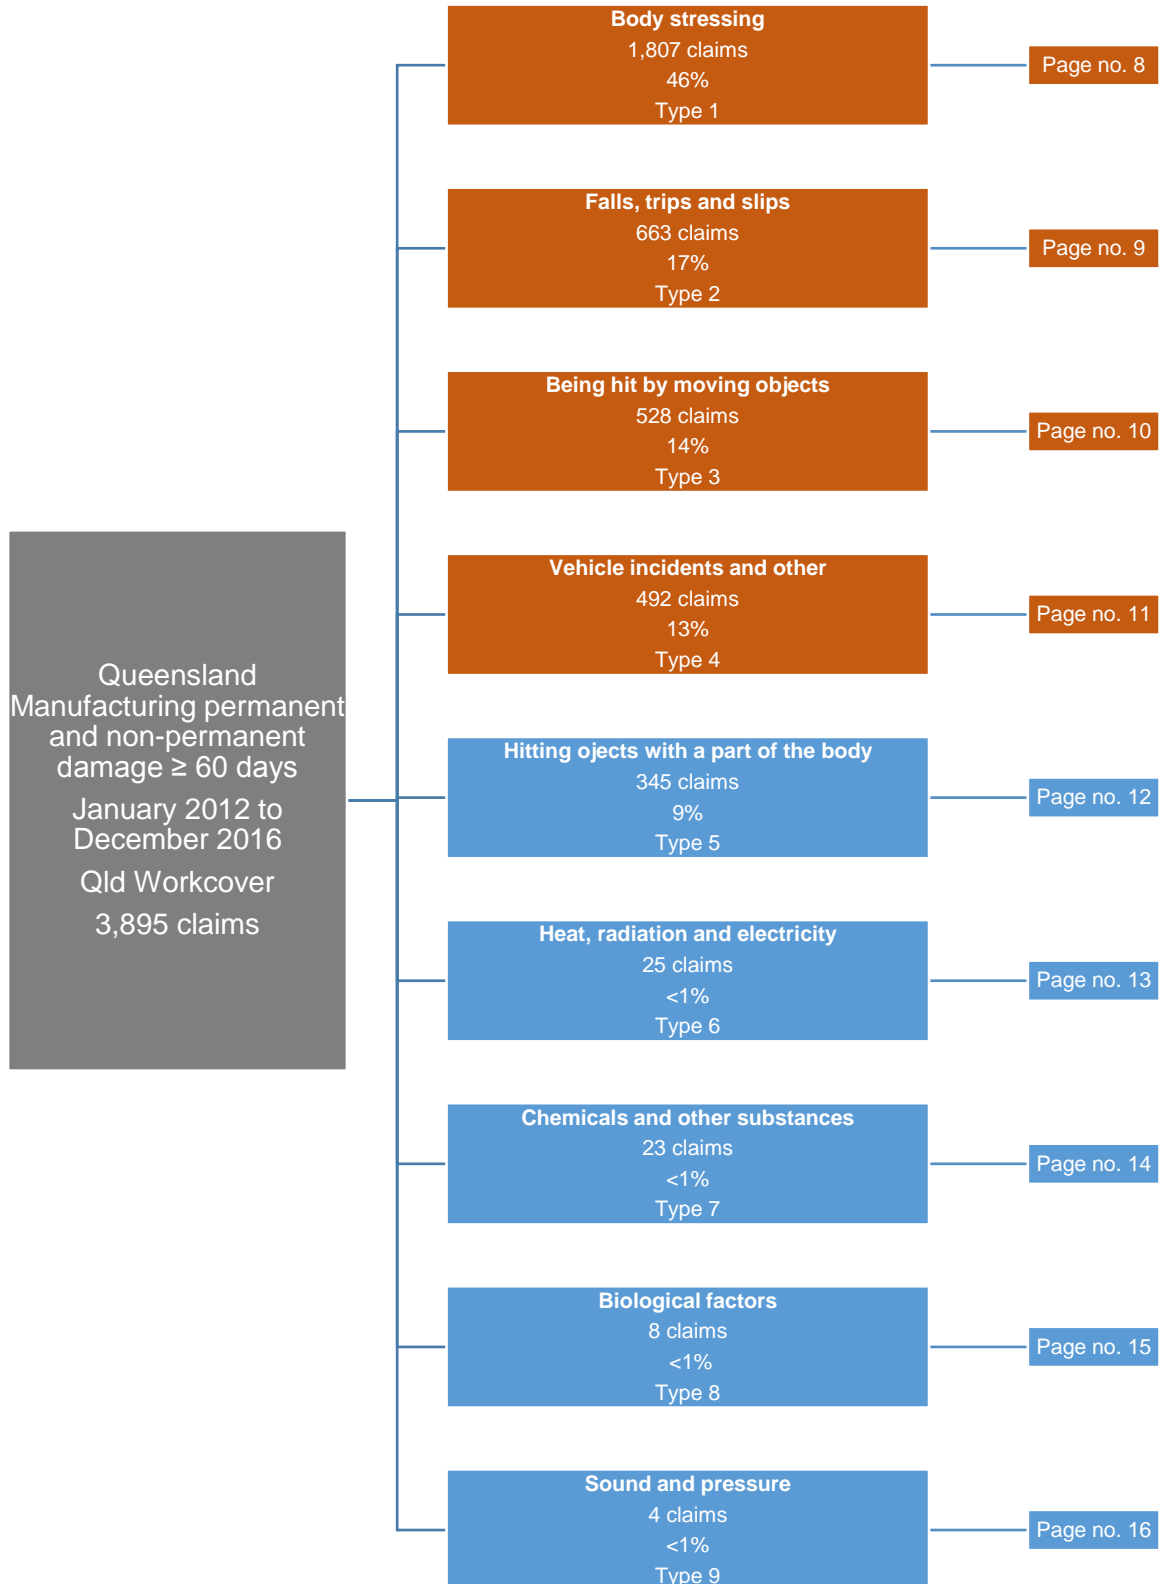 Body stressing
1,807 claims
46%
Type 1
Page no. 8
Falls, trips and slips
663 claims
17%
Type 2
Page no. 9
Being hit by moving objects
528 claims
14%
Type 3
Page no. 10
Vehicle incidents and other
492 claims
13%
Type 4
Page no. 11
Queensland
Manufacturing permanent
and non-permanent
damage ≥ 60 days
January 2012 to
December 2016
Qld Workcover
3,895 claims
Hitting ojects with a part of the body
345 claims
9%
Type 5
Page no. 12
Heat, radiation and electricity
25 claims
<1%
Type 6
Page no. 13
Chemicals and other substances
23 claims
<1%
Type 7
Page no. 14
Biological factors
8 claims
<1%
Type 8
Page no. 15
Sound and pressure
4 claims
<1%
Type 9
Page no. 16